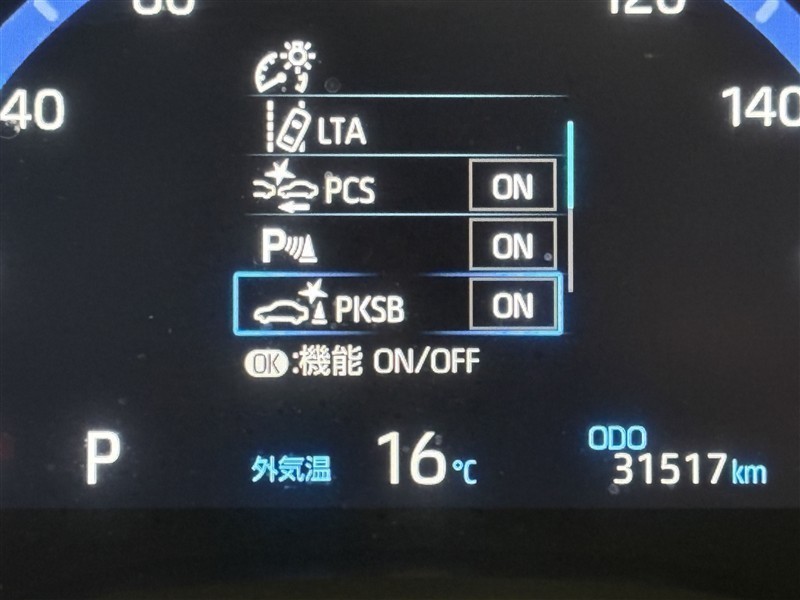 80
120
40
140
LTA
PCS ON
P ON
PKSB ON
OK:機能 ON/OFF
P
外気温 16℃
ODO
31517km